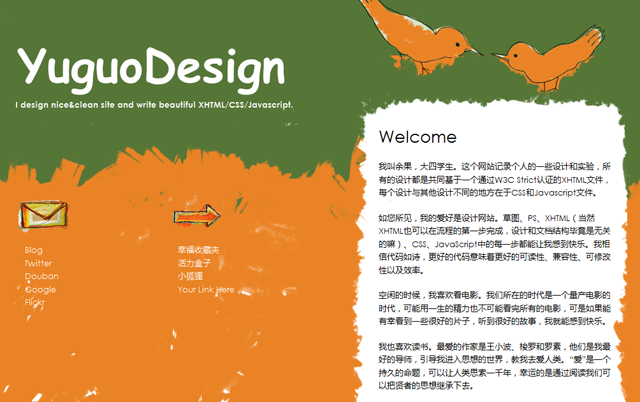 YuguoDesign
I design nice&clean site and write beautiful XHTML/CSS/Javascript.
Blog
Twitter
Douban
Google
Flickr
幸福收藏夹
活力盒子
小狐狸
Your Link Here
Welcome
我叫余果，大四学生。这个网站记录个人的一些设计和实验，所
有的设计都是共同基于一个通过W3C Strict认证的XHTML文件，
每个设计与其他设计不同的地方在于CSS和Javascript文件。
如您所见，我的爱好是设计网站。草图、PS、XHTML（当然
XHTML也可以在流程的第一步完成，设计和文档结构毕竟是无关
的嘛）、CSS、JavaScript中的每一步都能让我感到快乐。我相
信代码如诗，更好的代码意味着更好的可读性、兼容性、可修改
性以及效率。
空闲的时候，我喜欢看电影。我们所在的时代是一个量产电影的
时代，可能用一生的精力也不可能看完所有的电影，可是如果能
有幸看到一些很好的片子，听到很好的故事，我就能感到快乐。
我也喜欢读书。最爱的作家是王小波、梭罗和罗素，他们是我最
好的导师，引导我进入思想的世界，教我去爱人类。“爱”是一个
持久的命题，可以让人类思索一千年，幸运的是通过阅读我们可
以把贤者的思想继承下去。